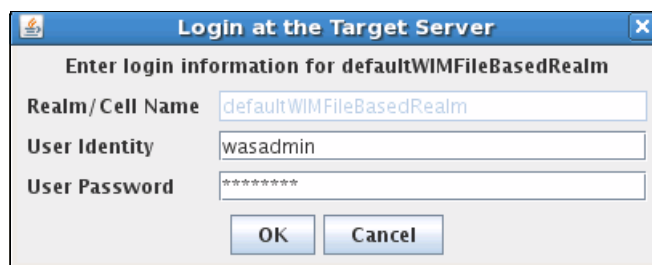 Login at the Target Server
Enter login information for defaultWIMFileBasedRealm
Realm/Cell Name defaultWIMFileBasedRealm
User Identity wasadmin
User Password ********
OK Cancel